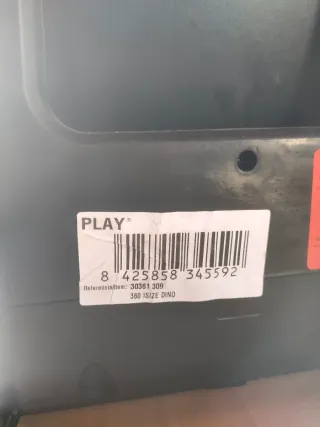 PLAY®
8 425858 345592
Referencia/Item: 30361 309
360 ISIZE DINO